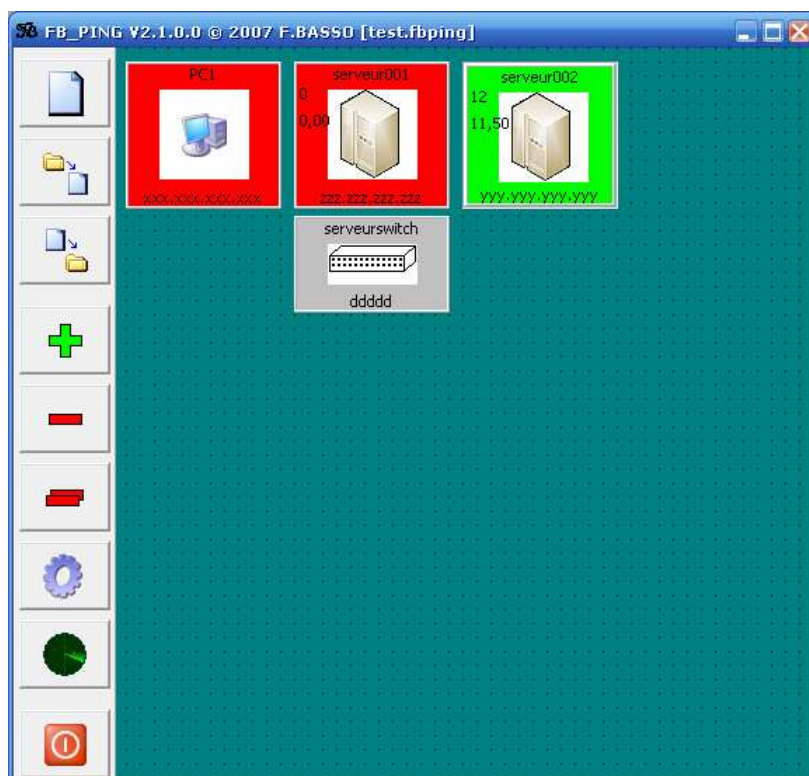 FB FB_PING V2.1.0.0 © 2007 F.BASSO [test.fbping]
PC1
xxx.xxx.xxx.xxx
serveur001
0
0,00
zzz.zzz.zzz.zzz
serveur002
12
11,50
yyy.yyy.yyy.yyy
serveurswitch
ddddd